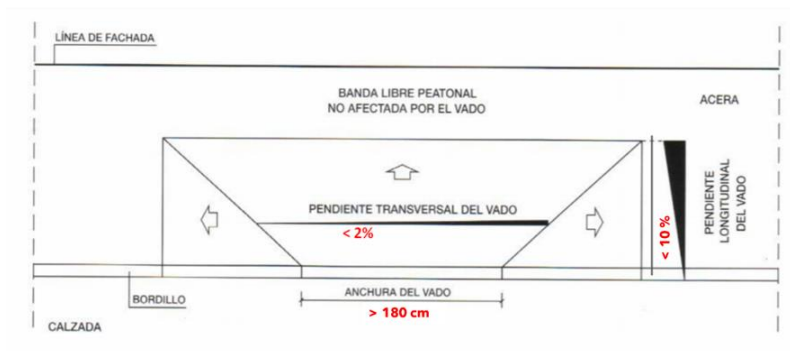 LÍNEA DE FACHADA
BANDA LIBRE PEATONAL
NO AFECTADA POR EL VADO
ACERA
PENDIENTE TRANSVERSAL DEL VADO
< 2%
< 10 %
PENDIENTE
LONGITUDINAL
DEL VADO
BORDILLO
ANCHURA DEL VADO
> 180 cm
CALZADA